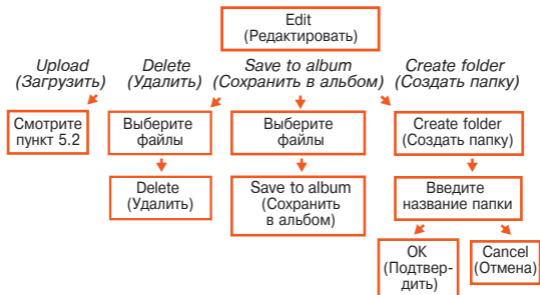 Edit
(Редактировать)
Upload
(Загрузить)
Delete
(Удалить)
Save to album
(Сохранить в альбом)
Create folder
(Создать папку)
Смотрите
пункт 5.2
Выберите
файлы
Выберите
файлы
Create folder
(Создать папку)
Delete
(Удалить)
Save to album
(Сохранить
в альбом)
Введите
название папки
OK
(Подтвер-
дить)
Cancel
(Отмена)